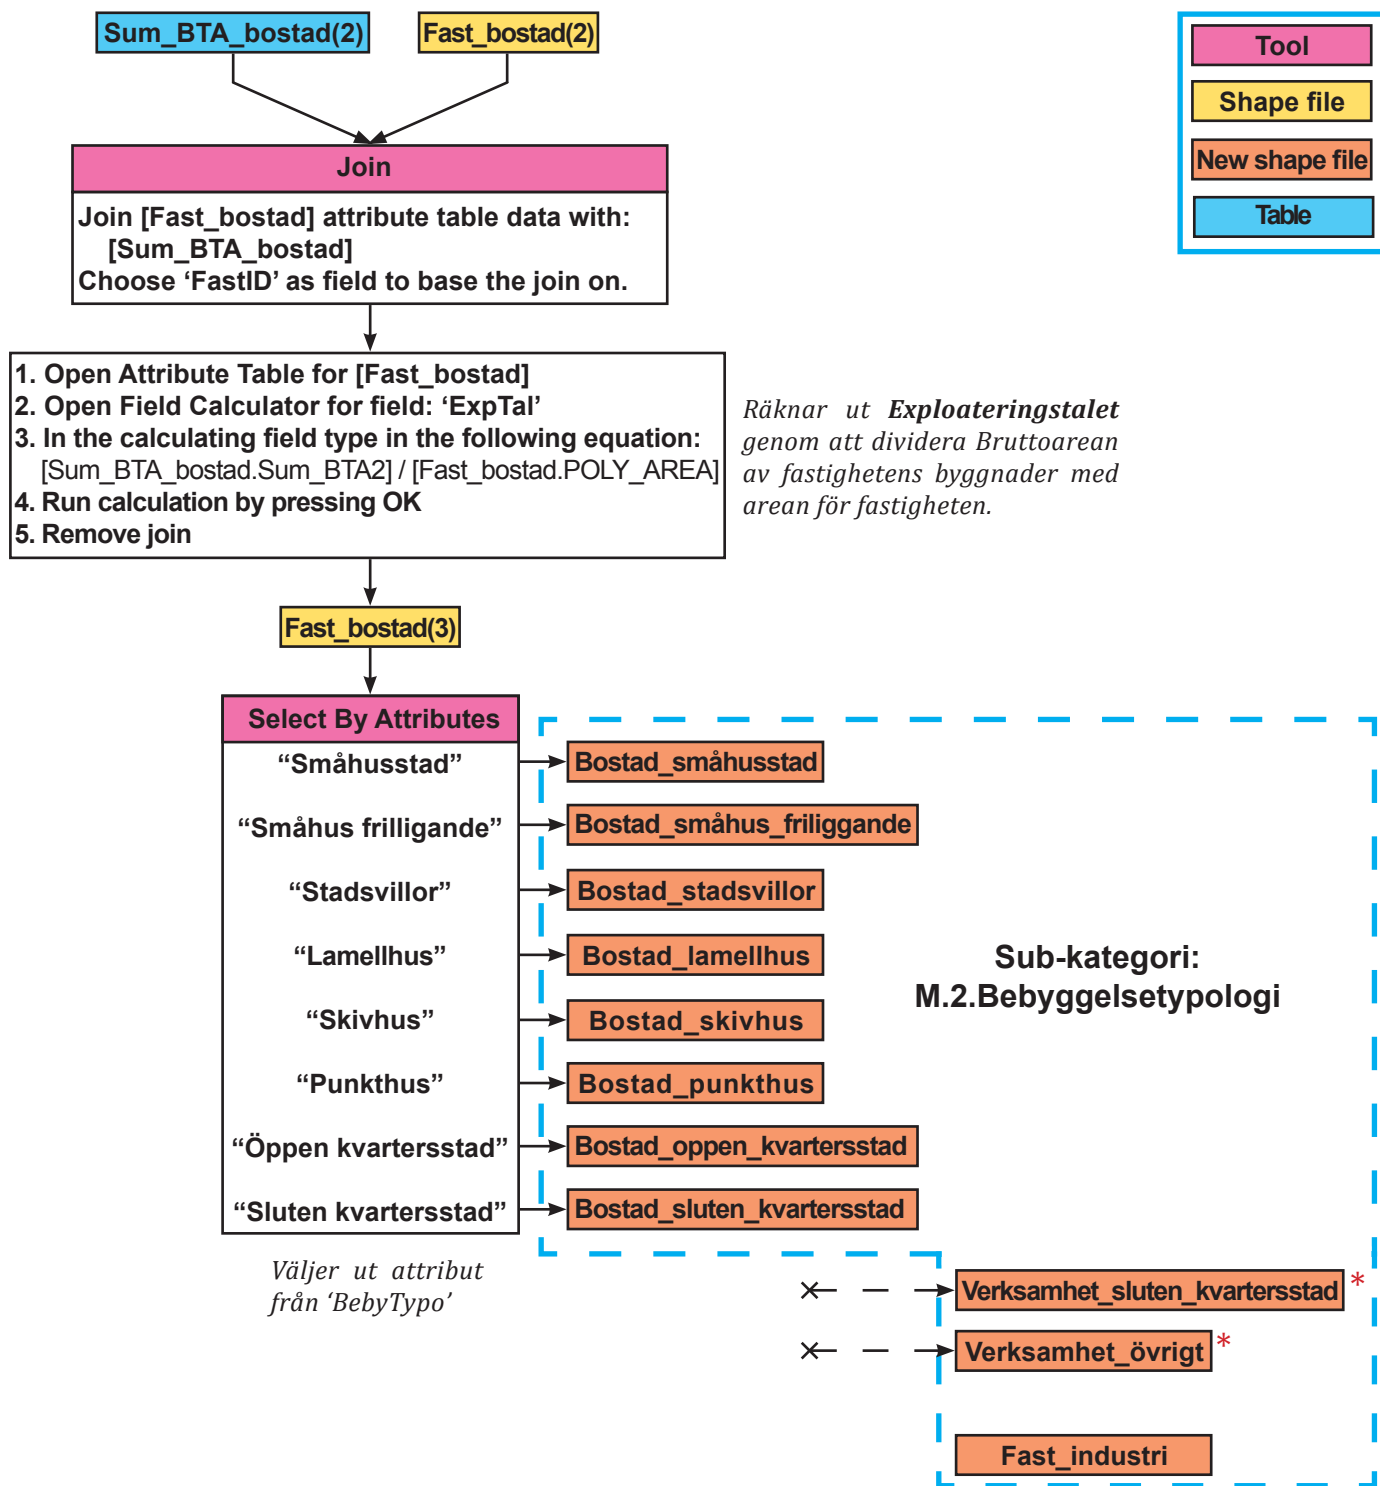 Sum_BTA_bostad(2)
Fast_bostad(2)
Tool
Shape file
New shape file
Table
Join
Join [Fast_bostad] attribute table data with:
[Sum_BTA_bostad]
Choose ‘FastID’ as field to base the join on.
1. Open Attribute Table for [Fast_bostad]
2. Open Field Calculator for field: ‘ExpTal’
3. In the calculating field type in the following equation:
[Sum_BTA_bostad.Sum_BTA2] / [Fast_bostad.POLY_AREA]
4. Run calculation by pressing OK
5. Remove join
Räknar ut Exploateringstalet
genom att dividera Bruttoarean
av fastighetens byggnader med
arean för fastigheten.
Fast_bostad(3)
Select By Attributes
“Småhusstad”
Bostad_småhusstad
“Småhus frilligande”
Bostad_småhus_friliggande
“Stadsvillor”
Bostad_stadsvillor
“Lamellhus”
Bostad_lamellhus
“Skivhus”
Bostad_skivhus
“Punkthus”
Bostad_punkthus
“Öppen kvartersstad”
Bostad_oppen_kvartersstad
“Sluten kvartersstad”
Bostad_sluten_kvartersstad
Sub-kategori:
M.2.Bebyggelsetypologi
Väljer ut attribut
från ‘BebyTypo’
Verksamhet_sluten_kvartersstad *
Verksamhet_övrigt *
Fast_industri